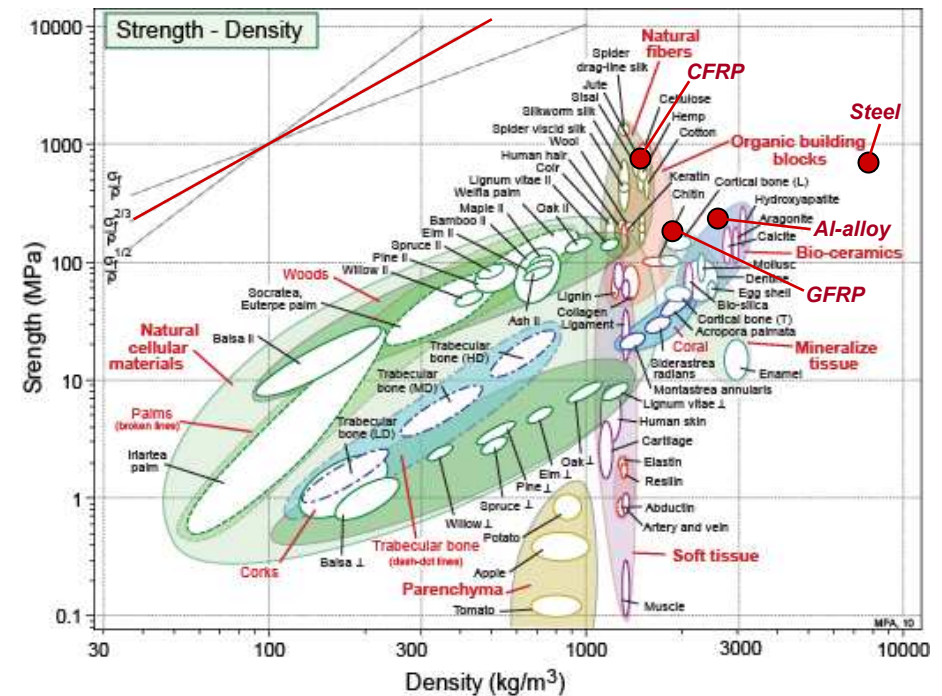 Strength - Density
10000
1000
100
10
1
0.1
Srength (MPa)
30
100
300
1000
3000
10000
Density (kg/m³)
2/3
1/2
Natural
fibers
Spider
drag-line silk
CFRP
Jute
Sisal
Silkworm silk
Spider viscid silk
Wool
Human hair
Coir
Lignum vitae II
Welfia palm
Maple II
Bamboo II
Elm II
Spruce II
Pine II
Willow II
Oak II
Cellulose
Hemp
Cotton
Steel
Organic building
blocks
Keratin
Chitin
Cortical bone (L)
Hydroxyapatite
Aragonite
Calcite
Al-alloy
Bio-ceramics
Mollusc
Dentine
Egg shell
GFRP
Bio-silica
Cortical bone (T)
Acropora palmata
Coral
Mineralize
tissue
Siderastrea
radians
Enamel
Montastrea annularis
Woods
Socratea,
Euterpe palm
Lignin
Collagen
Ligament
Ash II
Natural
cellular
materials
Balsa II
Trabecular
bone (HD)
Trabecular
bone (MD)
Trabecular
bone (LD)
Palms
(broken lines)
Iriartea
palm
Lignum vitae ⊥
Human skin
Cartilage
Oak ⊥
Elm ⊥
Pine ⊥
Spruce ⊥
Willow ⊥
Elastin
Resilin
Abductin
Artery and vein
Potato
Corks
Balsa ⊥
Trabecular bone
(dash-dot lines)
Soft tissue
Apple
Parenchyma
Tomato
Muscle
MFA, 10